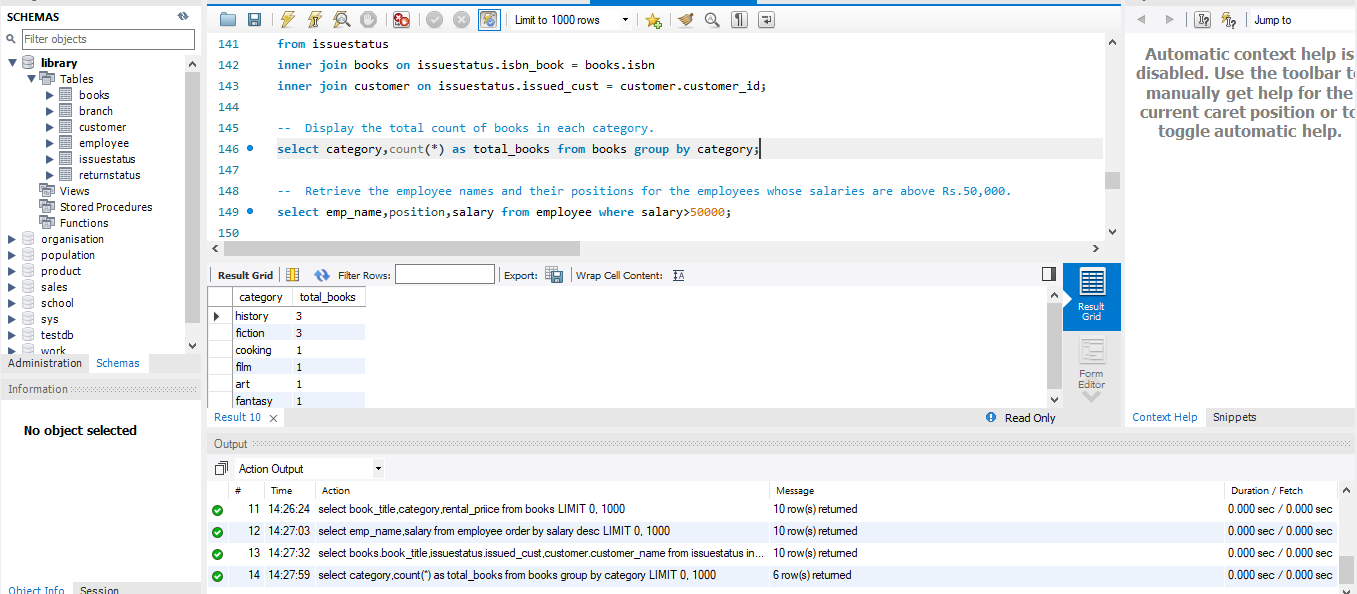 SCHEMAS
Filter objects
library
Tables
books
branch
customer
employee
issuestatus
returnstatus
Views
Stored Procedures
Functions
organisation
population
product
sales
school
sys
testdb
work
Administration Schemas
Information
No object selected
Object Info Session
Limit to 1000 rows
141 from issuestatus
142 inner join books on issuestatus.isbn_book = books.isbn
143 inner join customer on issuestatus.issued_cust = customer.customer_id;
144
145 -- Display the total count of books in each category.
146 select category,count(*) as total_books from books group by category;
147
148 -- Retrieve the employee names and their positions for the employees whose salaries are above Rs.50,000.
149 select emp_name,position,salary from employee where salary>50000;
150
Result Grid Filter Rows: Export: Wrap Cell Content:
category total_books
history 3
fiction 3
cooking 1
film 1
art 1
fantasy 1
Result Grid
Form Editor
Result 10 Read Only
Jump to
Automatic context help is
disabled. Use the toolbar t
manually get help for the
current caret position or to
toggle automatic help.
Context Help Snippets
Output
Action Output
# Time Action Message Duration / Fetch
11 14:26:24 select book_title,category,rental_priice from books LIMIT 0, 1000 10 row(s) returned 0.000 sec / 0.000 sec
12 14:27:03 select emp_name,salary from employee order by salary desc LIMIT 0, 1000 10 row(s) returned 0.000 sec / 0.000 sec
13 14:27:32 select books.book_title,issuestatus.issued_cust,customer.customer_name from issuestatus in... 10 row(s) returned 0.000 sec / 0.000 sec
14 14:27:59 select category,count(*) as total_books from books group by category LIMIT 0, 1000 6 row(s) returned 0.000 sec / 0.000 sec